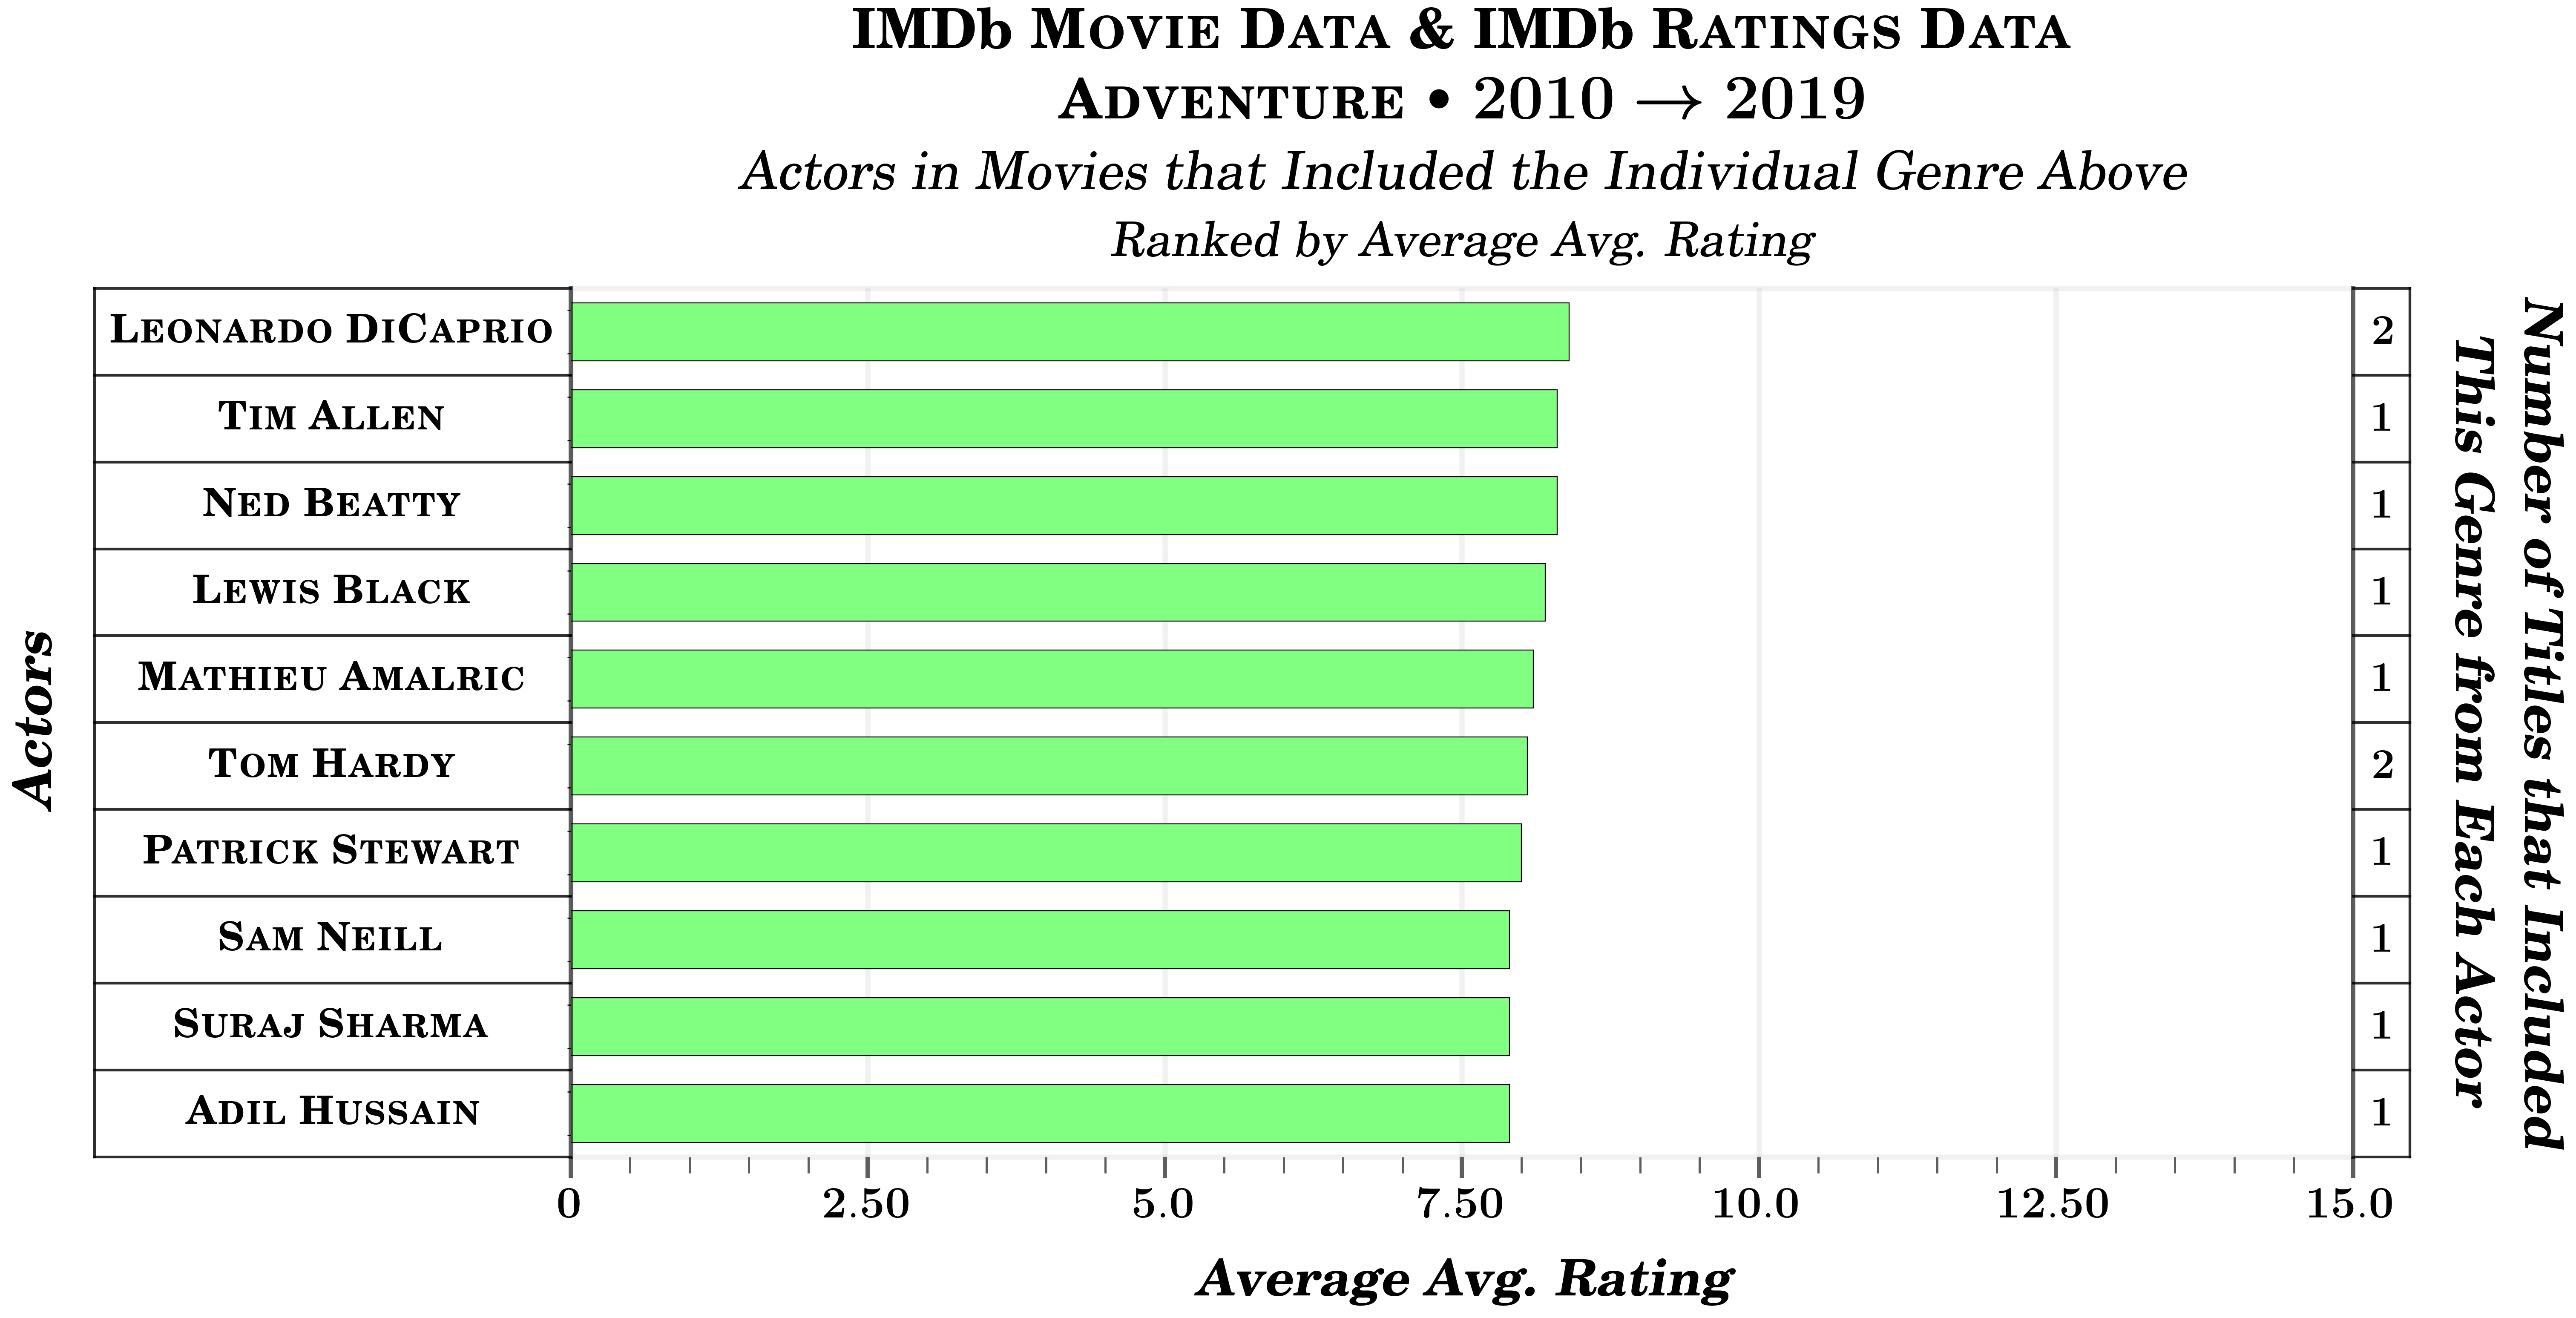 IMDb Movie Data & IMDb Ratings Data
Adventure • 2010 → 2019
Actors in Movies that Included the Individual Genre Above
Ranked by Average Avg. Rating
Actors
Leonardo DiCaprio 2
Tim Allen 1
Ned Beatty 1
Lewis Black 1
Mathieu Amalric 1
Tom Hardy 2
Patrick Stewart 1
Sam Neill 1
Suraj Sharma 1
Adil Hussain 1
Number of Titles that Included
This Genre from Each Actor
0 2.50 5.0 7.50 10.0 12.50 15.0
Average Avg. Rating